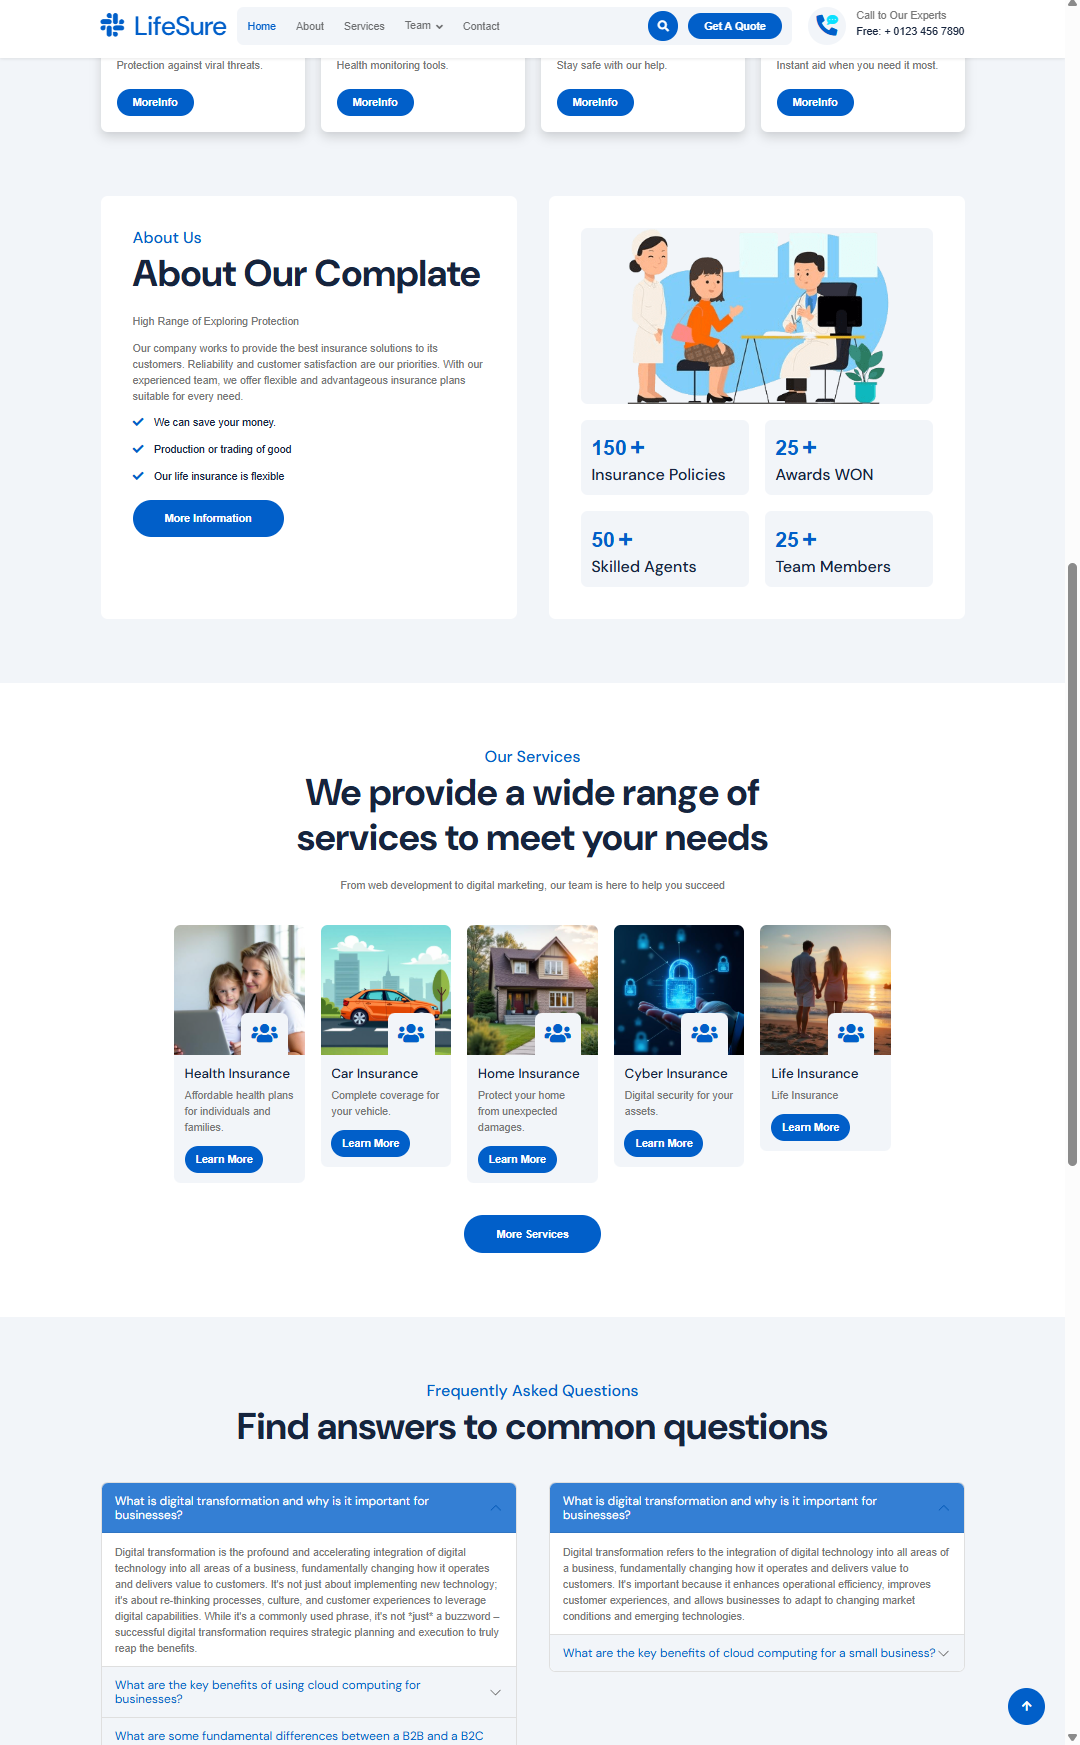 LifeSure
Home
About
Services
Team
Contact
Get A Quote
Call to Our Experts
Free: + 0123 456 7890
Protection against viral threats.
MoreInfo
Health monitoring tools.
MoreInfo
Stay safe with our help.
MoreInfo
Instant aid when you need it most.
MoreInfo
About Us
About Our Complate
High Range of Exploring Protection
Our company works to provide the best insurance solutions to its
customers. Reliability and customer satisfaction are our priorities. With our
experienced team, we offer flexible and advantageous insurance plans
suitable for every need.
We can save your money.
Production or trading of good
Our life insurance is flexible
More Information
150 +
Insurance Policies
25 +
Awards WON
50 +
Skilled Agents
25 +
Team Members
Our Services
We provide a wide range of
services to meet your needs
From web development to digital marketing, our team is here to help you succeed
Health Insurance
Affordable health plans
for individuals and
families.
Learn More
Car Insurance
Complete coverage for
your vehicle.
Learn More
Home Insurance
Protect your home
from unexpected
damages.
Learn More
Cyber Insurance
Digital security for your
assets.
Learn More
Life Insurance
Life Insurance
Learn More
More Services
Frequently Asked Questions
Find answers to common questions
What is digital transformation and why is it important for
businesses?
Digital transformation is the profound and accelerating integration of digital
technology into all areas of a business, fundamentally changing how it operates
and delivers value to customers. It's not just about implementing new technology;
it's about re-thinking processes, culture, and customer experiences to leverage
digital capabilities. While it's a commonly used phrase, it's not *just* a buzzword –
successful digital transformation requires strategic planning and execution to truly
reap the benefits.
What are the key benefits of using cloud computing for
businesses?
What are some fundamental differences between a B2B and a B2C
What is digital transformation and why is it important for
businesses?
Digital transformation refers to the integration of digital technology into all areas of
a business, fundamentally changing how it operates and delivers value to
customers. It's important because it enhances operational efficiency, improves
customer experiences, and allows businesses to adapt to changing market
conditions and emerging technologies.
What are the key benefits of cloud computing for a small business?